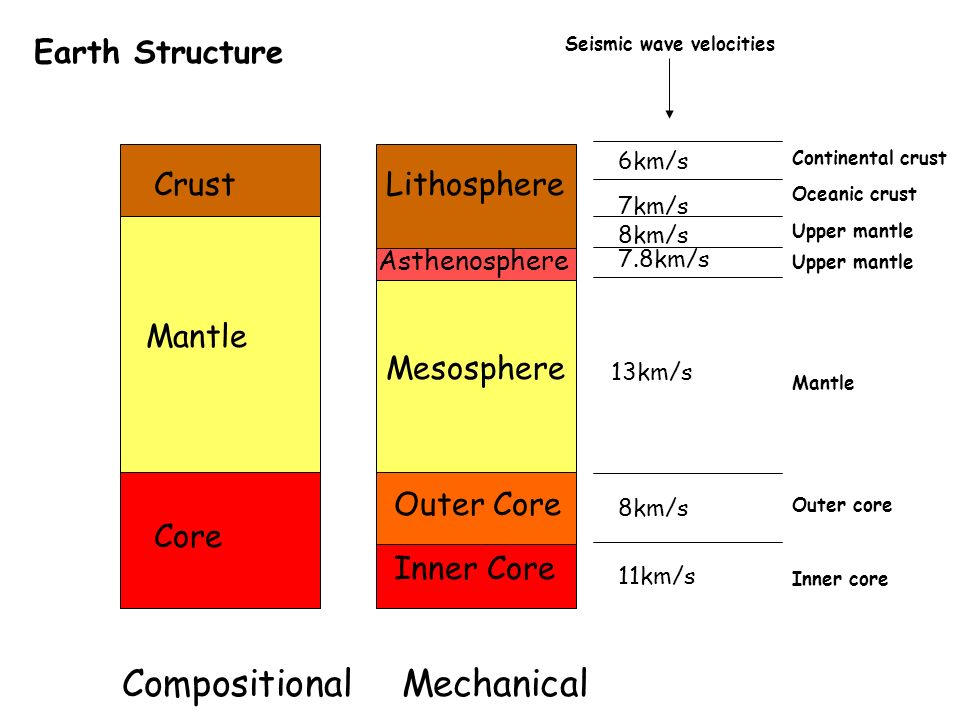 Earth Structure
Seismic wave velocities
Crust
Mantle
Core
Compositional
Lithosphere
Asthenosphere
Mesosphere
Outer Core
Inner Core
Mechanical
6km/s
7km/s
8km/s
7.8km/s
13km/s
8km/s
11km/s
Continental crust
Oceanic crust
Upper mantle
Upper mantle
Mantle
Outer core
Inner core